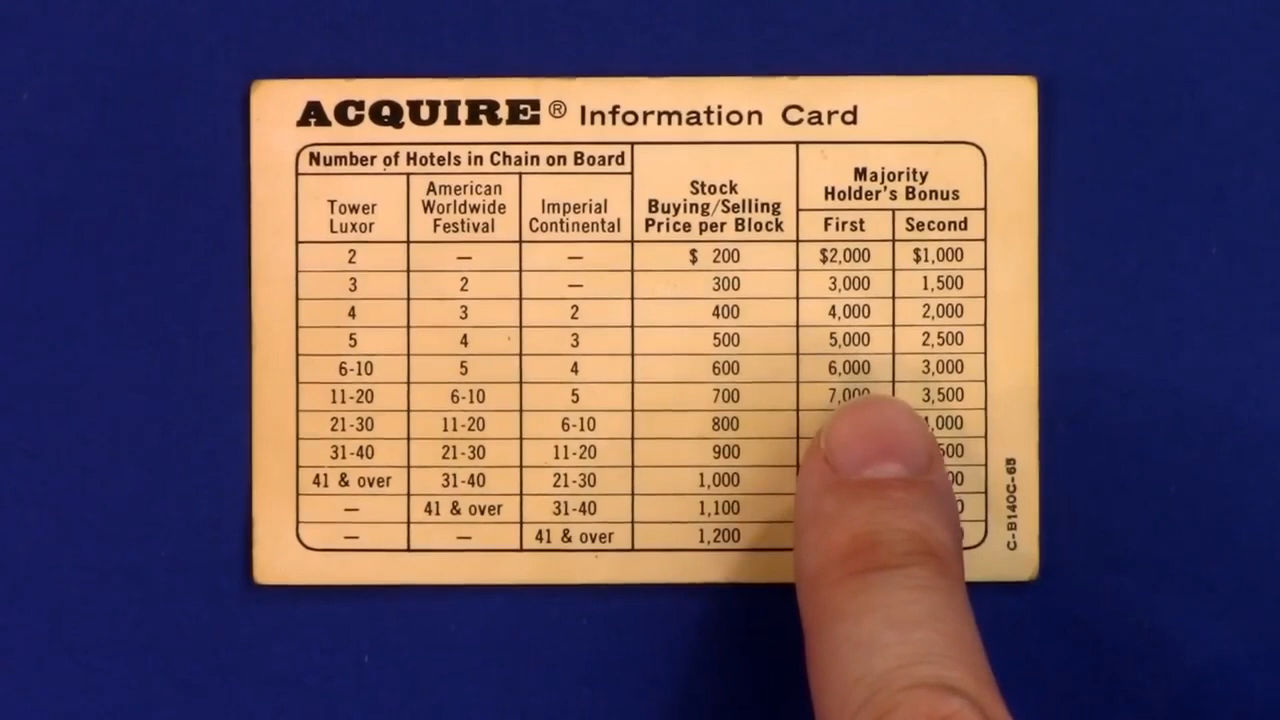 ACQUIRE® Information Card
Number of Hotels in Chain on Board
Tower Luxor | American Worldwide Festival | Imperial Continental | Stock Buying/Selling Price per Block | Majority Holder's Bonus
First | Second
2 | — | — | $ 200 | $2,000 | $1,000
3 | 2 | — | 300 | 3,000 | 1,500
4 | 3 | 2 | 400 | 4,000 | 2,000
5 | 4 | 3 | 500 | 5,000 | 2,500
6-10 | 5 | 4 | 600 | 6,000 | 3,000
11-20 | 6-10 | 5 | 700 | 7,000 | 3,500
21-30 | 11-20 | 6-10 | 800
31-40 | 21-30 | 11-20 | 900
41 & over | 31-40 | 21-30 | 1,000
— | 41 & over | 31-40 | 1,100
— | — | 41 & over | 1,200
C-B140C-65